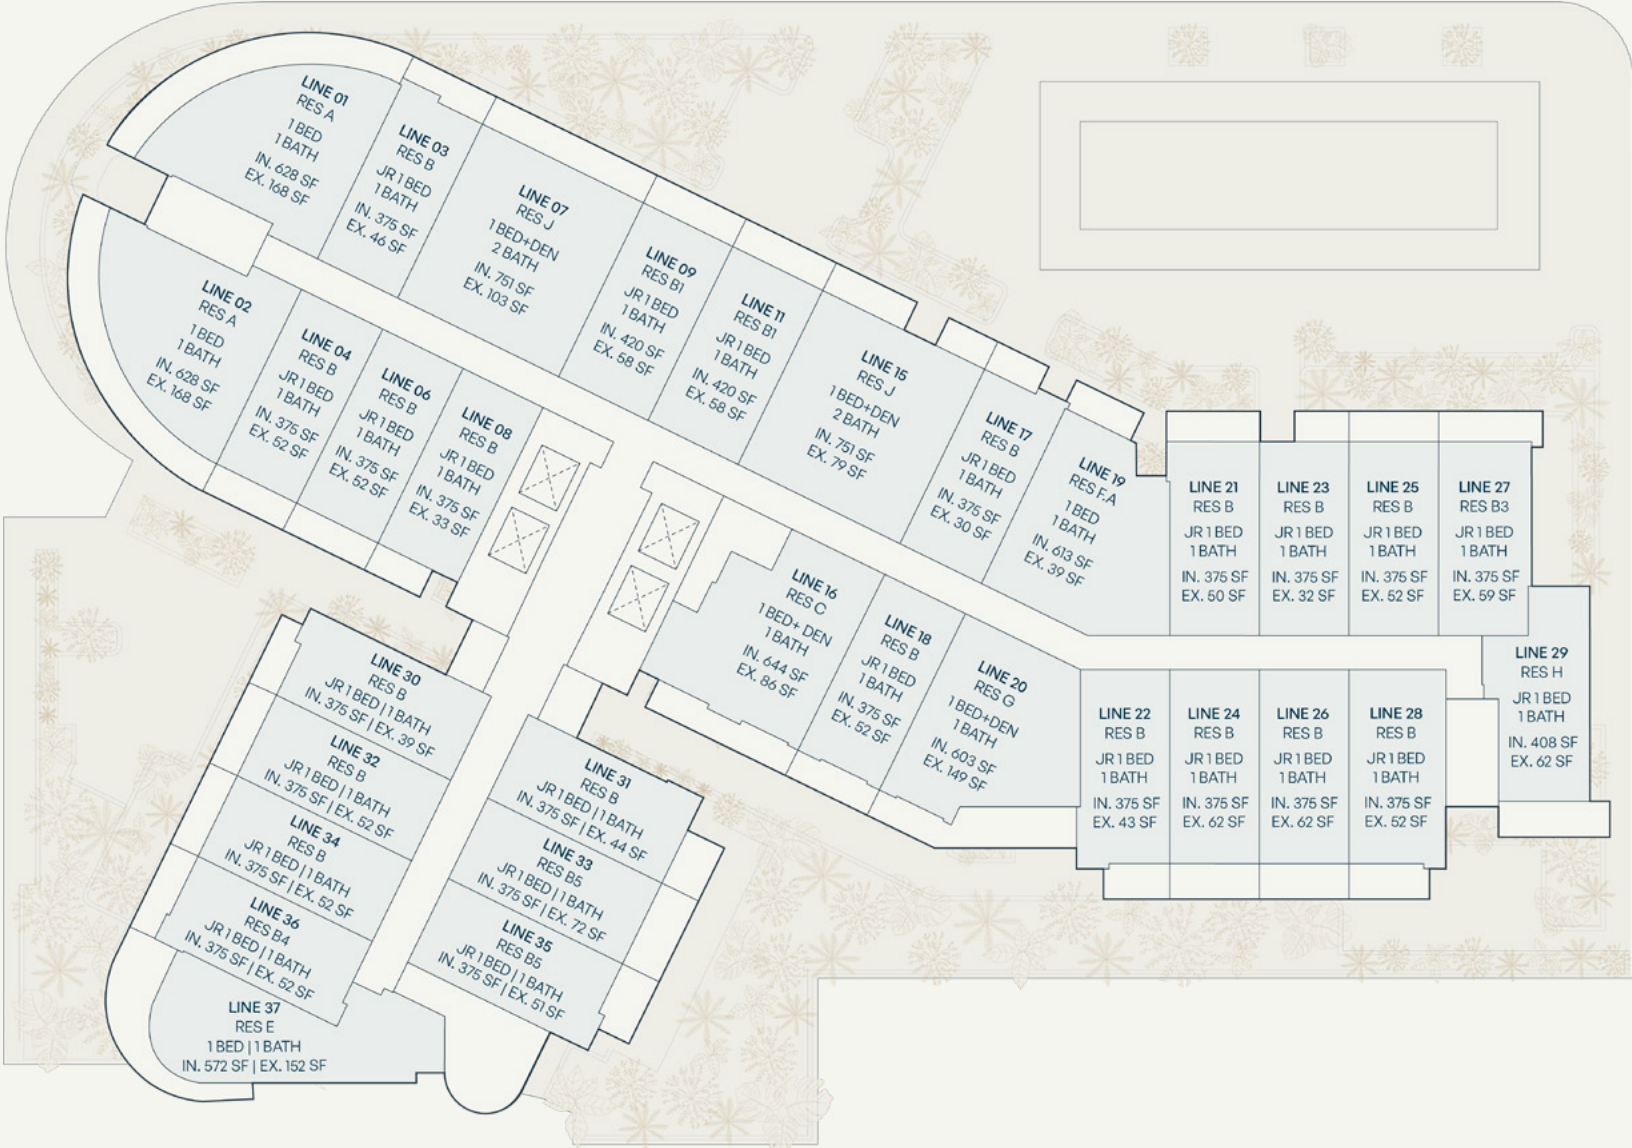 LINE 01
RES A
1 BED
1 BATH
IN. 628 SF
EX. 168 SF
LINE 03
RES B
JR 1 BED
1 BATH
IN. 375 SF
EX. 46 SF
LINE 07
RES J
1 BED+DEN
2 BATH
IN. 751 SF
EX. 103 SF
LINE 09
RES B1
JR 1 BED
1 BATH
IN. 420 SF
EX. 58 SF
LINE 11
RES B1
JR 1 BED
1 BATH
IN. 420 SF
EX. 58 SF
LINE 15
RES J
1 BED+DEN
2 BATH
IN. 751 SF
EX. 79 SF
LINE 17
RES B
JR 1 BED
1 BATH
IN. 375 SF
EX. 30 SF
LINE 19
RES F.A
1 BED
1 BATH
IN. 613 SF
EX. 39 SF
LINE 21
RES B
JR 1 BED
1 BATH
IN. 375 SF
EX. 50 SF
LINE 23
RES B
JR 1 BED
1 BATH
IN. 375 SF
EX. 32 SF
LINE 25
RES B
JR 1 BED
1 BATH
IN. 375 SF
EX. 52 SF
LINE 27
RES B3
JR 1 BED
1 BATH
IN. 375 SF
EX. 59 SF
LINE 29
RES H
JR 1 BED
1 BATH
IN. 408 SF
EX. 62 SF
LINE 02
RES A
1 BED
1 BATH
IN. 628 SF
EX. 168 SF
LINE 04
RES B
JR 1 BED
1 BATH
IN. 375 SF
EX. 52 SF
LINE 06
RES B
JR 1 BED
1 BATH
IN. 375 SF
EX. 52 SF
LINE 08
RES B
JR 1 BED
1 BATH
IN. 375 SF
EX. 33 SF
LINE 16
RES C
1 BED+ DEN
1 BATH
IN. 644 SF
EX. 86 SF
LINE 18
RES B
JR 1 BED
1 BATH
IN. 375 SF
EX. 52 SF
LINE 20
RES G
1 BED+DEN
1 BATH
IN. 603 SF
EX. 149 SF
LINE 22
RES B
JR 1 BED
1 BATH
IN. 375 SF
EX. 43 SF
LINE 24
RES B
JR 1 BED
1 BATH
IN. 375 SF
EX. 62 SF
LINE 26
RES B
JR 1 BED
1 BATH
IN. 375 SF
EX. 62 SF
LINE 28
RES B
JR 1 BED
1 BATH
IN. 375 SF
EX. 52 SF
LINE 30
RES B
JR 1 BED | 1 BATH
IN. 375 SF | EX. 39 SF
LINE 32
RES B
JR 1 BED | 1 BATH
IN. 375 SF | EX. 52 SF
LINE 34
RES B
JR 1 BED | 1 BATH
IN. 375 SF | EX. 52 SF
LINE 36
RES B4
JR 1 BED | 1 BATH
IN. 375 SF | EX. 52 SF
LINE 37
RES E
1 BED | 1 BATH
IN. 572 SF | EX. 152 SF
LINE 31
RES B
JR 1 BED | 1 BATH
IN. 375 SF | EX. 44 SF
LINE 33
RES B5
JR 1 BED | 1 BATH
IN. 375 SF | EX. 72 SF
LINE 35
RES B5
JR 1 BED | 1 BATH
IN. 375 SF | EX. 51 SF